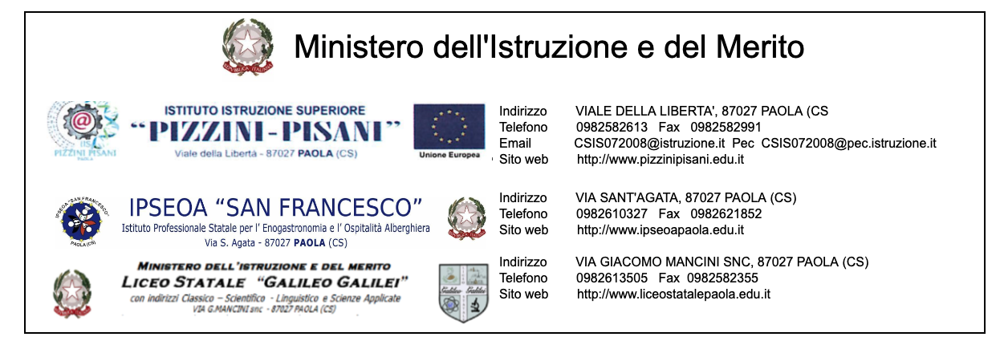 Ministero dell'Istruzione e del Merito
REPVBBLICA ITALIANA
IIS
PIZZINI PISANI
PAOLA
ISTITUTO ISTRUZIONE SUPERIORE
“PIZZINI-PISANI”
Viale della Libertà - 87027 PAOLA (CS)
Unione Europea
Indirizzo VIALE DELLA LIBERTA', 87027 PAOLA (CS
Telefono 0982582613 Fax 0982582991
Email CSIS072008@istruzione.it Pec CSIS072008@pec.istruzione.it
Sito web http://www.pizzinipisani.edu.it
IPSEOA "SAN FRANCESCO"
PAOLA (CS)
IPSEOA “SAN FRANCESCO”
Istituto Professionale Statale per l' Enogastronomia e l' Ospitalità Alberghiera
Via S. Agata - 87027 PAOLA (CS)
Indirizzo VIA SANT'AGATA, 87027 PAOLA (CS)
Telefono 0982610327 Fax 0982621852
Sito web http://www.ipseoapaola.edu.it
MINISTERO DELL'ISTRUZIONE E DEL MERITO
LICEO STATALE “GALILEO GALILEI”
con indirizzi Classico – Scientifico - Linguistico e Scienze Applicate
VIA G.MANCINI snc - 87027 PAOLA (CS)
Galileo Galilei
Indirizzo VIA GIACOMO MANCINI SNC, 87027 PAOLA (CS)
Telefono 0982613505 Fax 0982582355
Sito web http://www.liceostatalepaola.edu.it